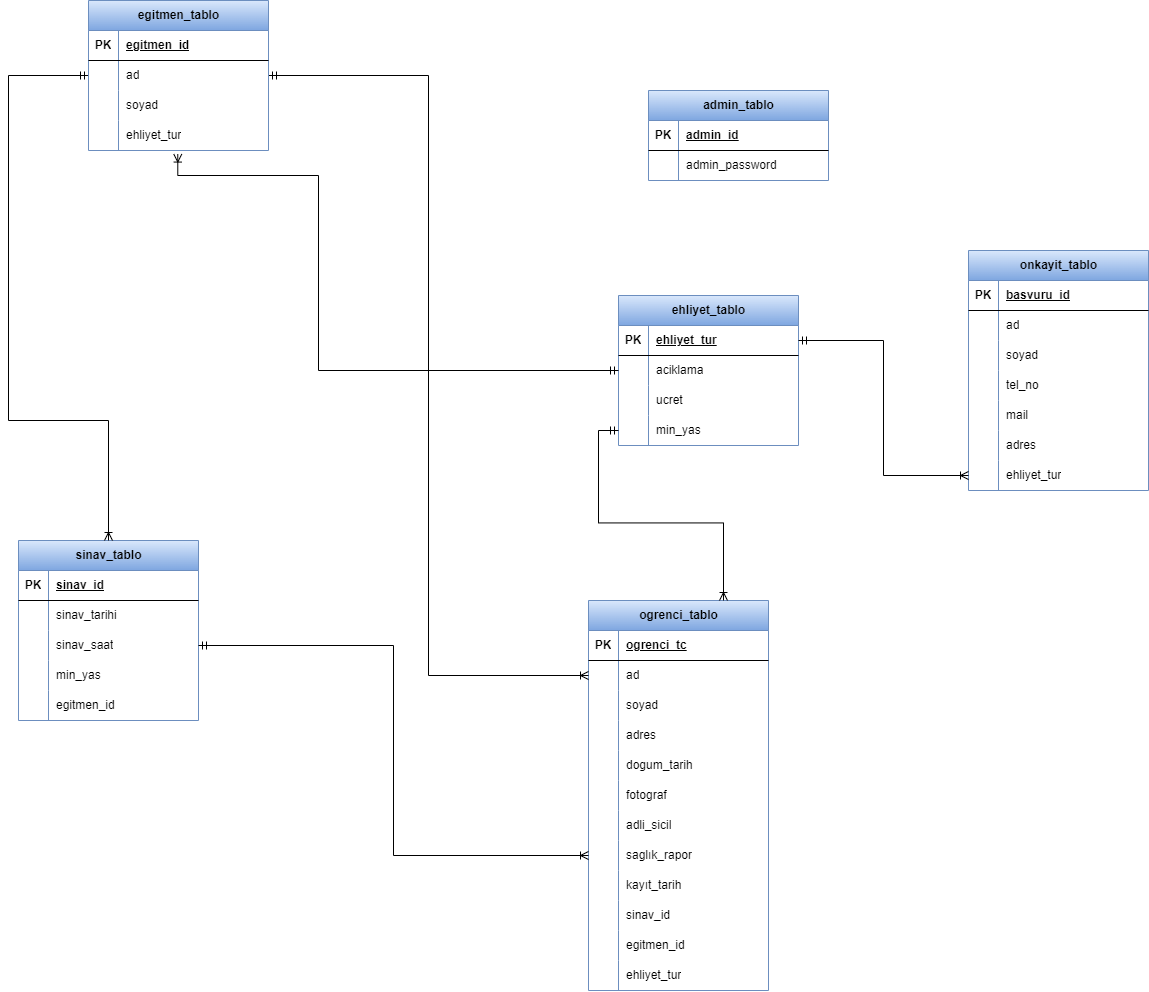 egitmen_tablo
PK egitmen_id
ad
soyad
ehliyet_tur
admin_tablo
PK admin_id
admin_password
onkayit_tablo
PK basvuru_id
ad
soyad
tel_no
mail
adres
ehliyet_tur
ehliyet_tablo
PK ehliyet_tur
aciklama
ucret
min_yas
sinav_tablo
PK sinav_id
sinav_tarihi
sinav_saat
min_yas
egitmen_id
ogrenci_tablo
PK ogrenci_tc
ad
soyad
adres
dogum_tarih
fotograf
adli_sicil
saglık_rapor
kayıt_tarih
sinav_id
egitmen_id
ehliyet_tur